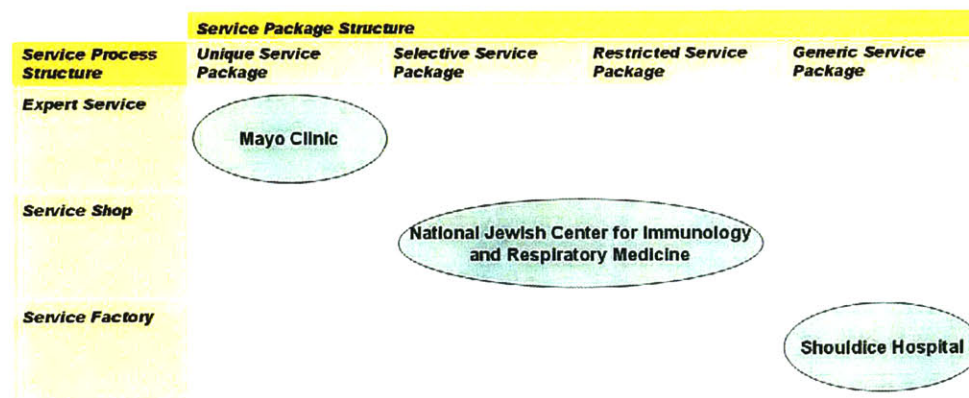 Service Package Structure
Service Process Structure
Unique Service Package
Selective Service Package
Restricted Service Package
Generic Service Package
Expert Service
Mayo Clinic
Service Shop
National Jewish Center for Immunology
and Respiratory Medicine
Service Factory
Shouldice Hospital